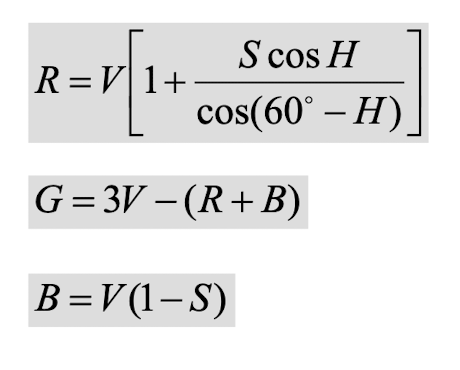 R = V[1 + S cos H / cos(60° − H)]
G = 3V − (R + B)
B = V(1 − S)